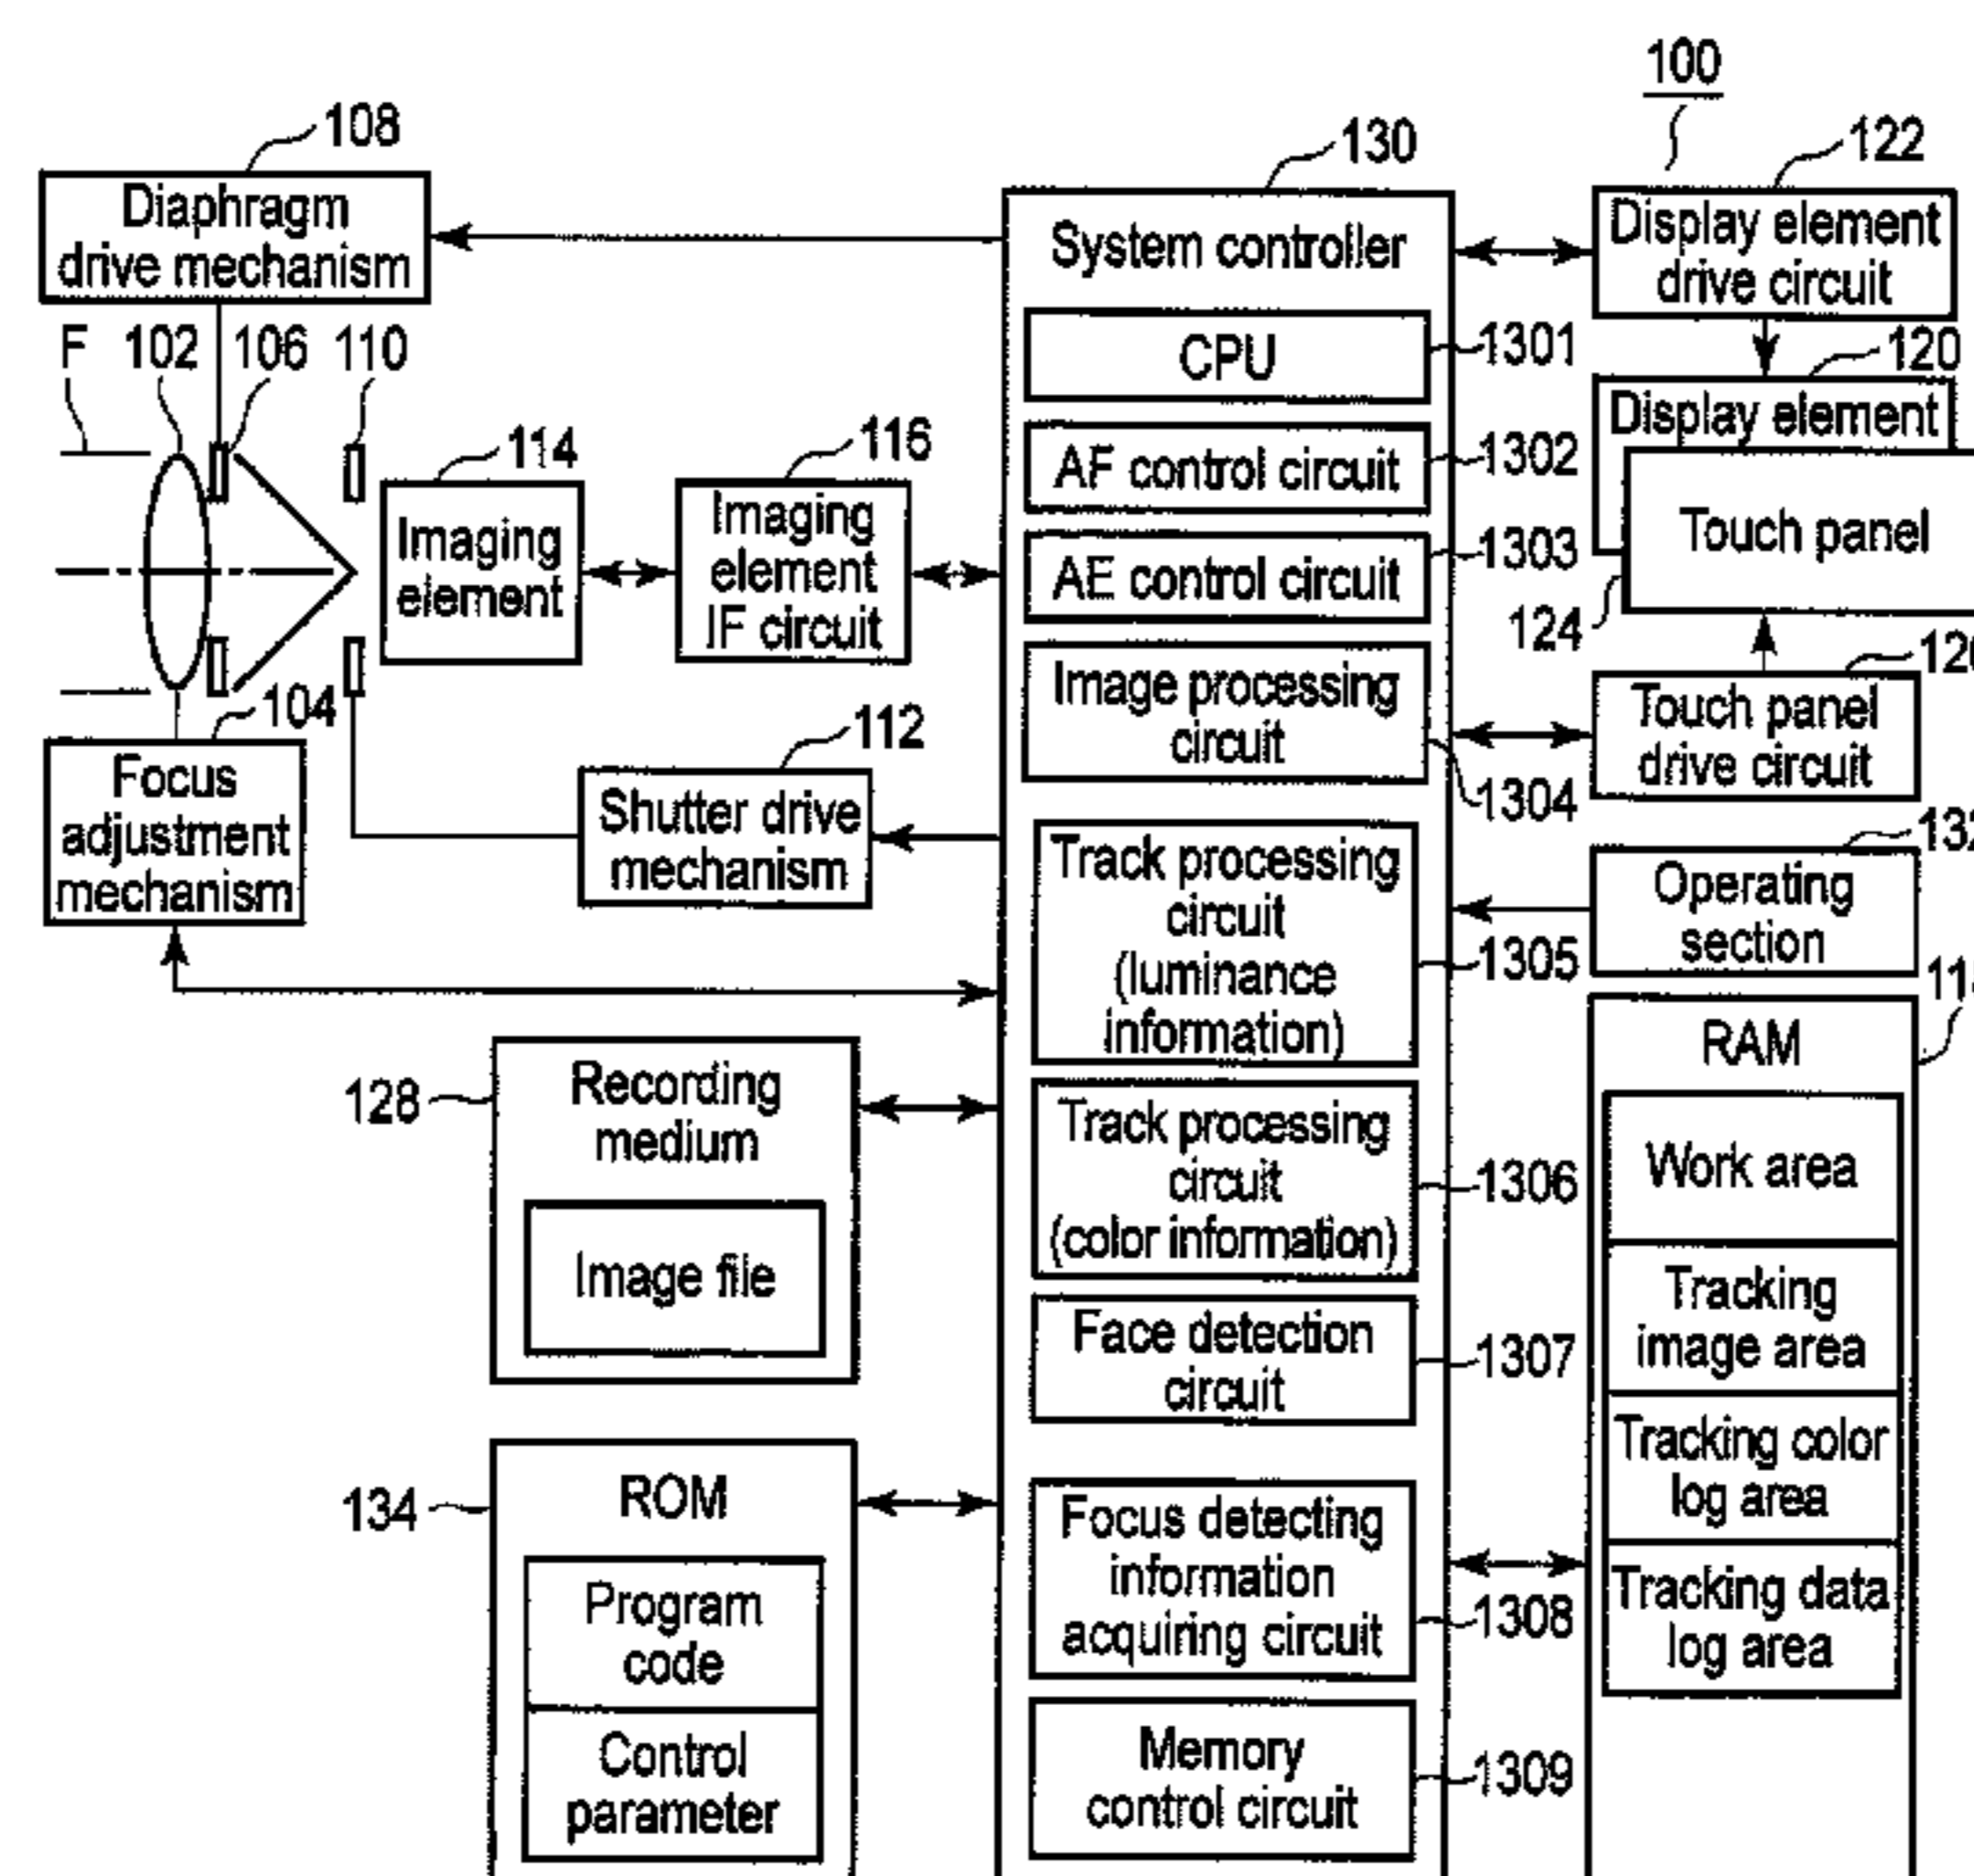 100
108
130
122
Diaphragm
drive mechanism
System controller
Display element
drive circuit
F
102
106
110
CPU
1301
120
Display element
114
116
AF control circuit
1302
Imaging
element
Imaging
element
IF circuit
AE control circuit
1303
Touch panel
124
104
112
Image processing
circuit
1304
Touch panel
drive circuit
Focus
adjustment
mechanism
Shutter drive
mechanism
Track processing
circuit
(luminance
information)
1305
Operating
section
128
Recording
medium
Image file
Track processing
circuit
(color information)
1306
RAM
Work area
Tracking
image area
Tracking color
log area
Tracking data
log area
Face detection
circuit
1307
134
ROM
Program
code
Control
parameter
Focus detecting
information
acquiring circuit
1308
Memory
control circuit
1309